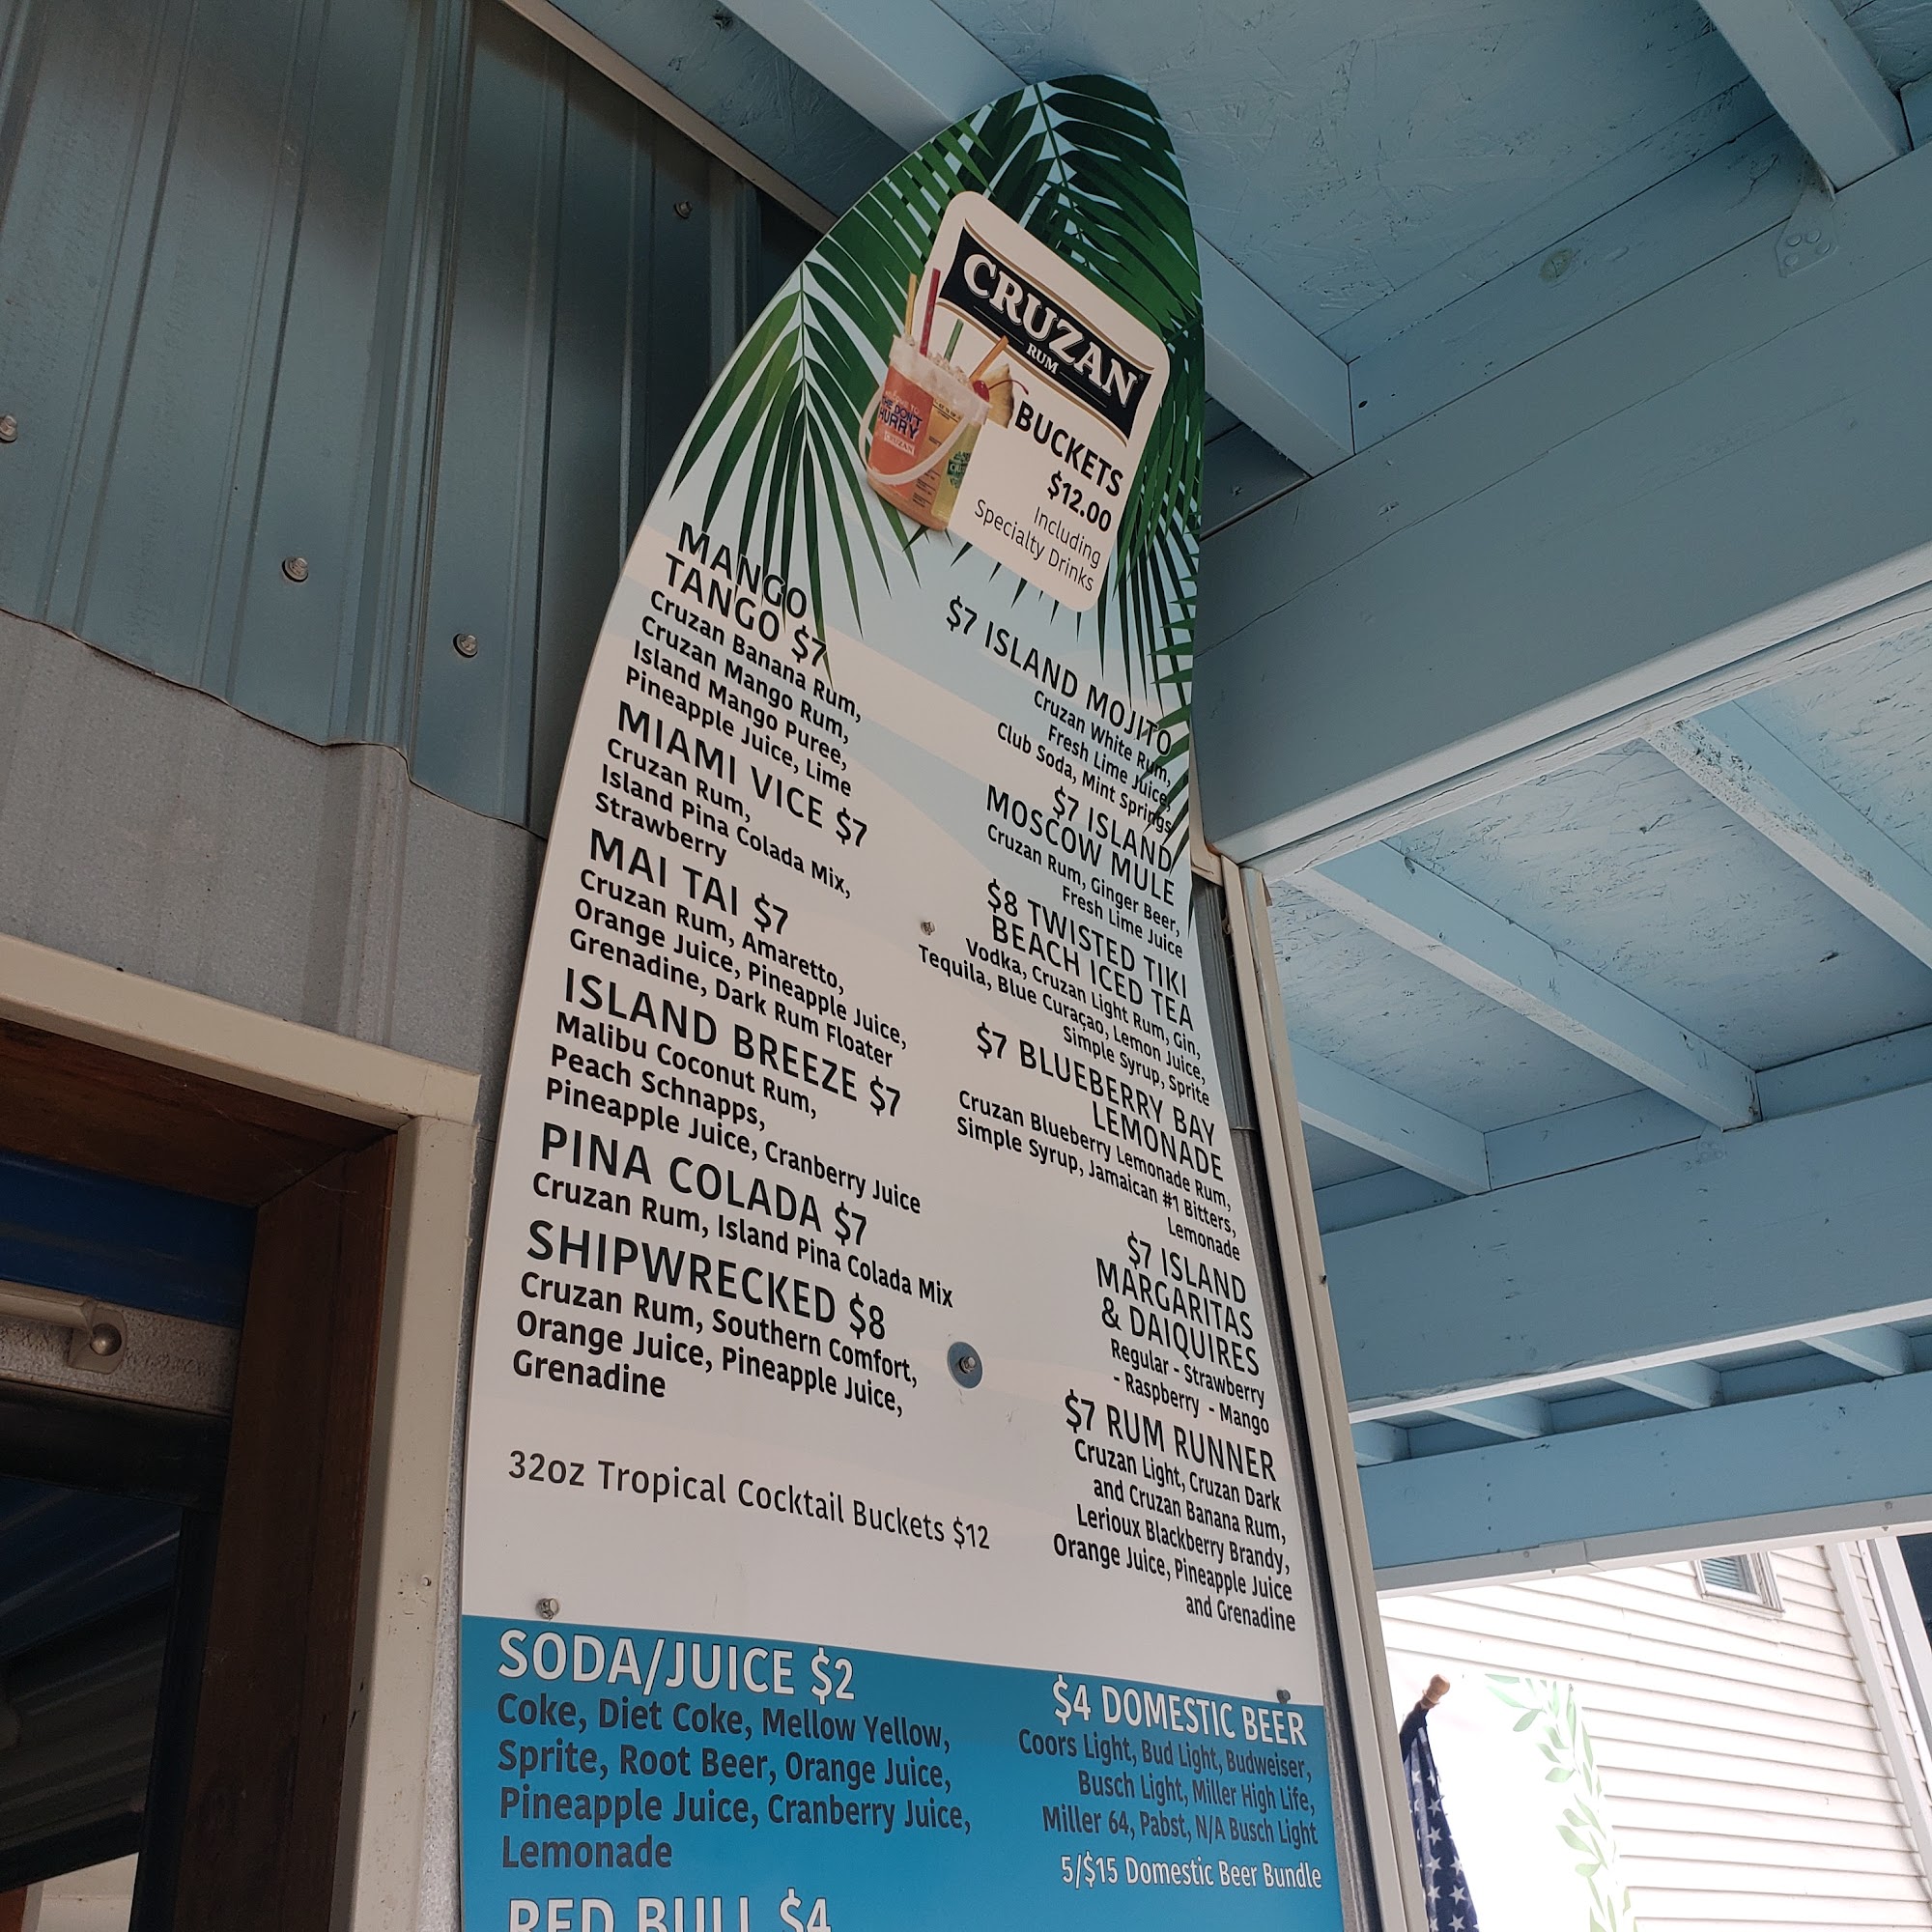 CRUZAN
RUM
BUCKETS
$12.00
Including
Specialty Drinks
THE DON'T
HURRY
CRUZAN
MANGO
TANGO $7
Cruzan Banana Rum,
Cruzan Mango Rum,
Island Mango Puree,
Pineapple Juice, Lime
MIAMI VICE $7
Cruzan Rum,
Island Pina Colada Mix,
Strawberry
MAI TAI $7
Cruzan Rum, Amaretto,
Orange Juice, Pineapple Juice,
Grenadine, Dark Rum Floater
ISLAND BREEZE $7
Malibu Coconut Rum,
Peach Schnapps,
Pineapple Juice, Cranberry Juice
PINA COLADA $7
Cruzan Rum, Island Pina Colada Mix
SHIPWRECKED $8
Cruzan Rum, Southern Comfort,
Orange Juice, Pineapple Juice,
Grenadine
32oz Tropical Cocktail Buckets $12
$7 ISLAND MOJITO
Cruzan White Rum,
Fresh Lime Juice,
Club Soda, Mint Springs
$7 ISLAND
MOSCOW MULE
Cruzan Rum, Ginger Beer,
Fresh Lime Juice
$8 TWISTED TIKI
BEACH ICED TEA
Vodka, Cruzan Light Rum, Gin,
Tequila, Blue Curaçao, Lemon Juice,
Simple Syrup, Sprite
$7 BLUEBERRY BAY
LEMONADE
Cruzan Blueberry Lemonade Rum,
Simple Syrup, Jamaican #1 Bitters,
Lemonade
$7 ISLAND
MARGARITAS
& DAIQUIRES
Regular - Strawberry
- Raspberry - Mango
$7 RUM RUNNER
Cruzan Light, Cruzan Dark
and Cruzan Banana Rum,
Lerioux Blackberry Brandy,
Orange Juice, Pineapple Juice
and Grenadine
SODA/JUICE $2
Coke, Diet Coke, Mellow Yellow,
Sprite, Root Beer, Orange Juice,
Pineapple Juice, Cranberry Juice,
Lemonade
RED BULL $4
$4 DOMESTIC BEER
Coors Light, Bud Light, Budweiser,
Busch Light, Miller High Life,
Miller 64, Pabst, N/A Busch Light
5/$15 Domestic Beer Bundle